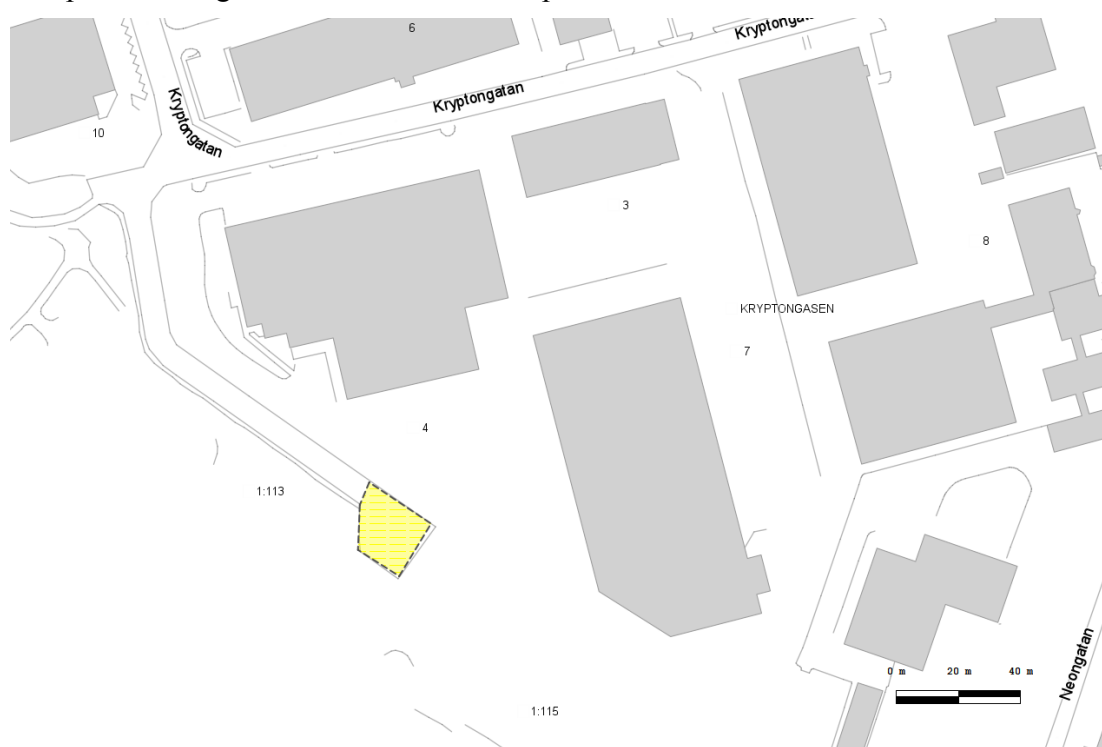 6
Kryptongatan
Kryptongatan
Kryptongatan
10
3
8
KRYPTONGASEN
7
4
1:113
0 m 20 m 40 m
Neongatan
1:115